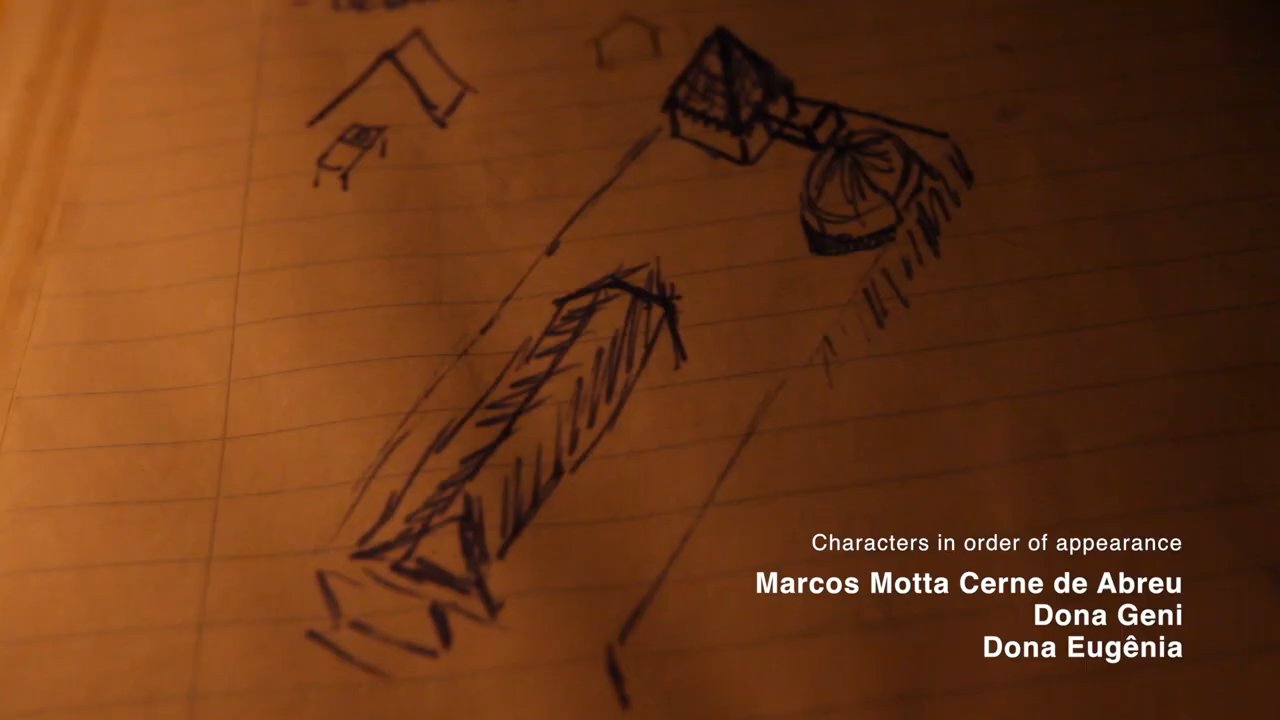 Characters in order of appearance
Marcos Motta Cerne de Abreu
Dona Geni
Dona Eugênia